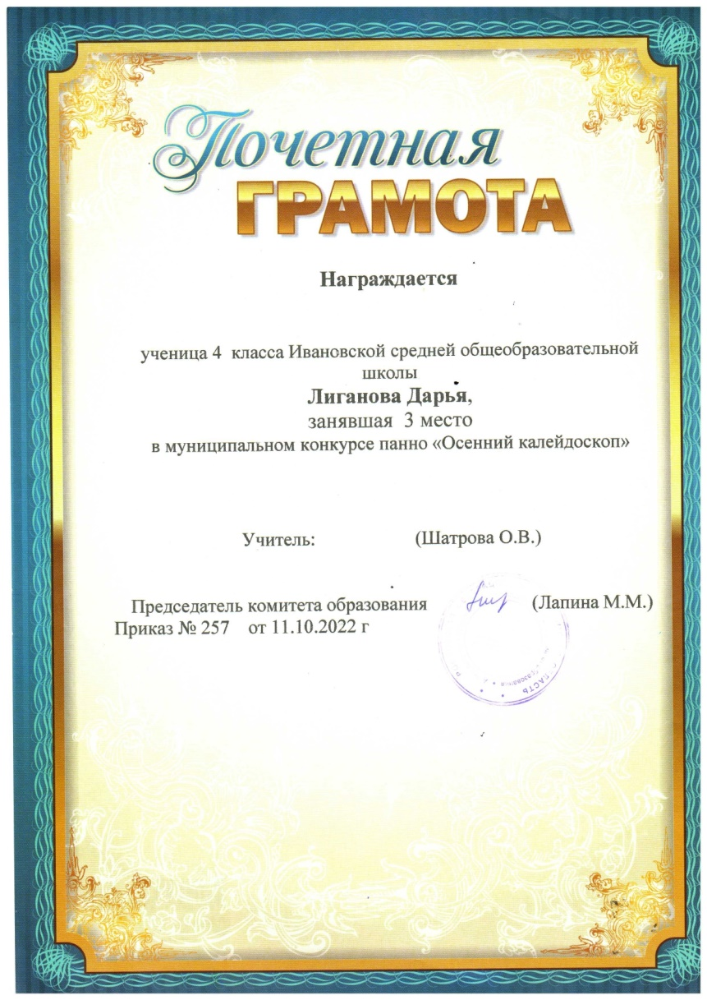 Почетная
ГРАМОТА
Награждается
ученица 4 класса Ивановской средней общеобразовательной
школы
Лиганова Дарья,
занявшая 3 место
в муниципальном конкурсе панно «Осенний калейдоскоп»
Учитель: (Шатрова О.В.)
Председатель комитета образования (Лапина М.М.)
Приказ № 257 от 11.10.2022 г